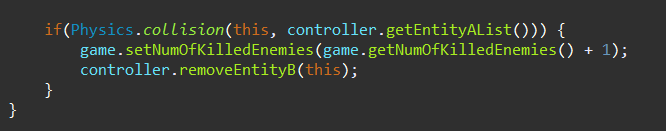 if(Physics.collision(this, controller.getEntityAList())) {
game.setNumOfKilledEnemies(game.getNumOfKilledEnemies() + 1);
controller.removeEntityB(this);
}
}